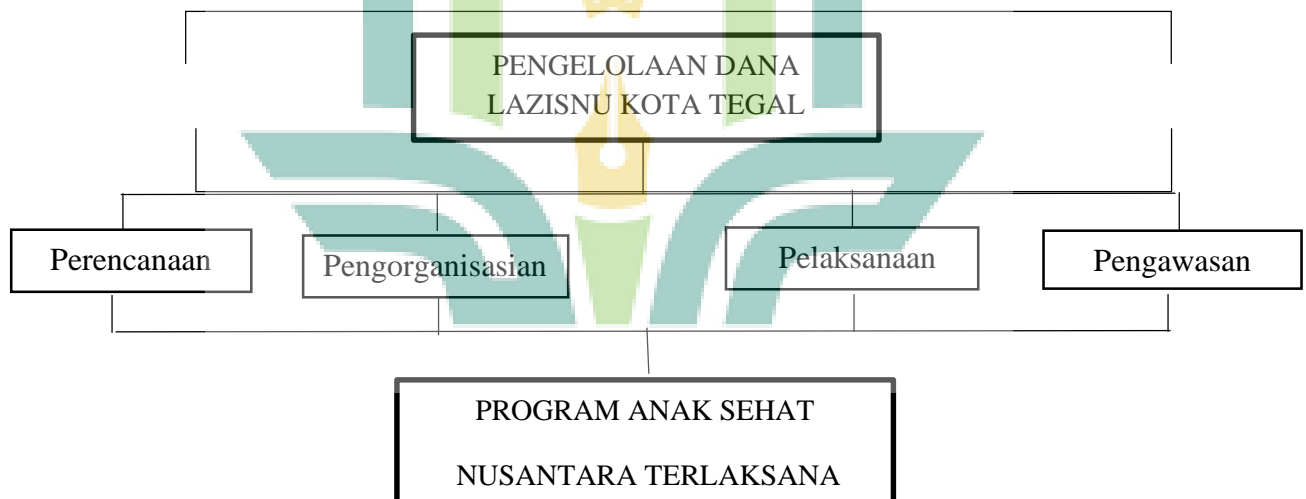 PENGELOLAAN DANA
LAZISNU KOTA TEGAL
Perencanaan
Pengorganisasian
Pelaksanaan
Pengawasan
PROGRAM ANAK SEHAT
NUSANTARA TERLAKSANA